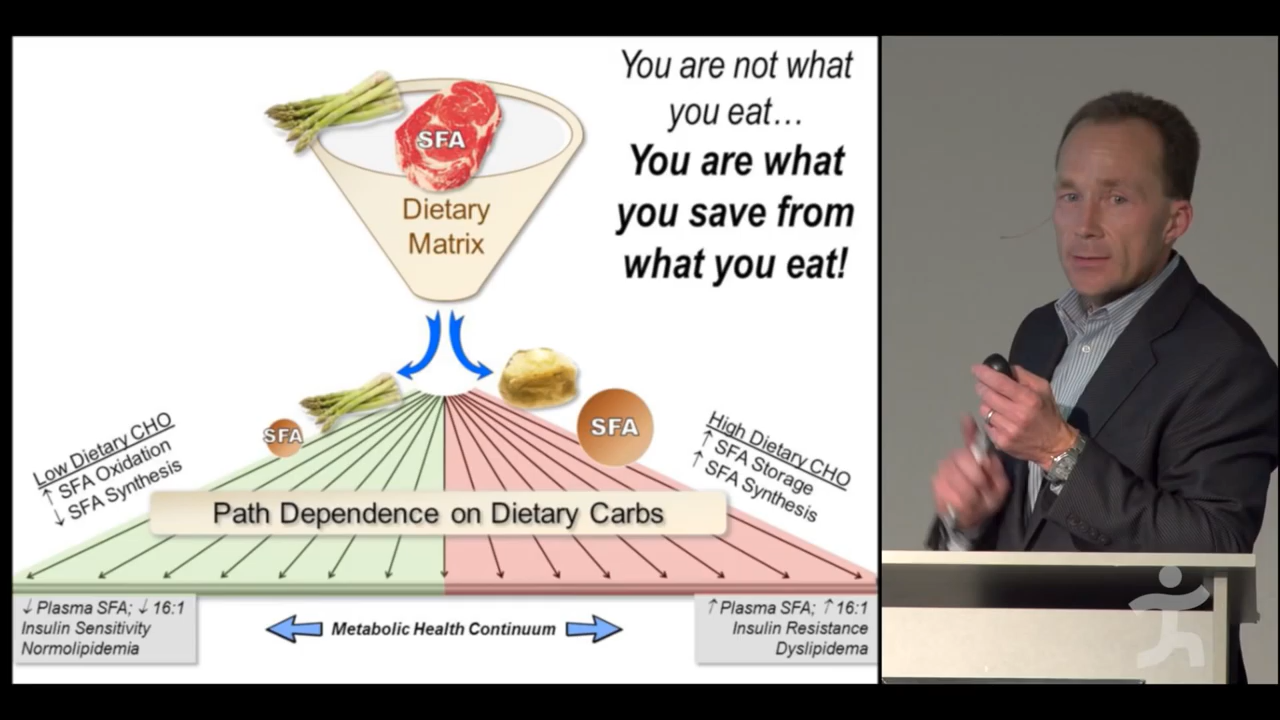 You are not what
you eat…
You are what
you save from
what you eat!
SFA
Dietary
Matrix
SFA
SFA
Low Dietary CHO
↑ SFA Oxidation
↓ SFA Synthesis
High Dietary CHO
↑ SFA Storage
↑ SFA Synthesis
Path Dependence on Dietary Carbs
↓ Plasma SFA; ↓ 16:1
Insulin Sensitivity
Normolipidemia
Metabolic Health Continuum
↑ Plasma SFA; ↑ 16:1
Insulin Resistance
Dyslipidema